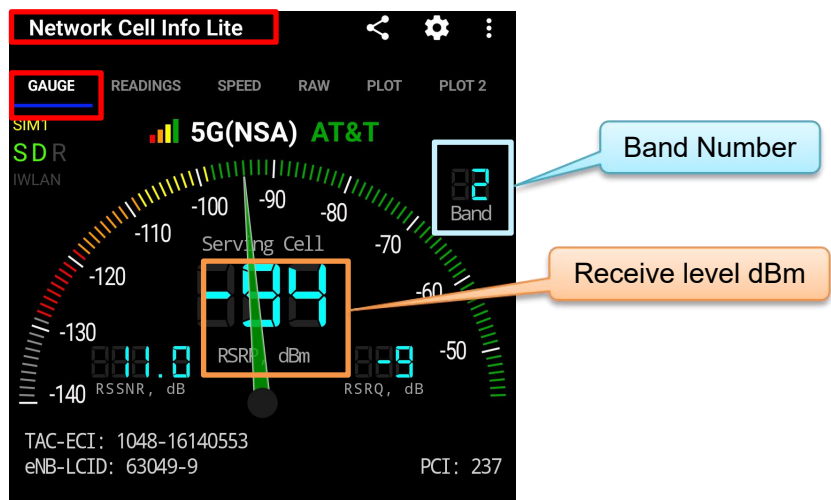 Network Cell Info Lite
GAUGE READINGS SPEED RAW PLOT PLOT 2
SIM1
5G(NSA) AT&T
SDR
IWLAN
Band Number
2
Band
-100 -90 -80
-110 -70
Serving Cell
-120 -60
Receive level dBm
-94
-130
RSRP, dBm
11.0 -9 -50
RSSNR, dB RSRQ, dB
-140
TAC-ECI: 1048-16140553
eNB-LCID: 63049-9 PCI: 237